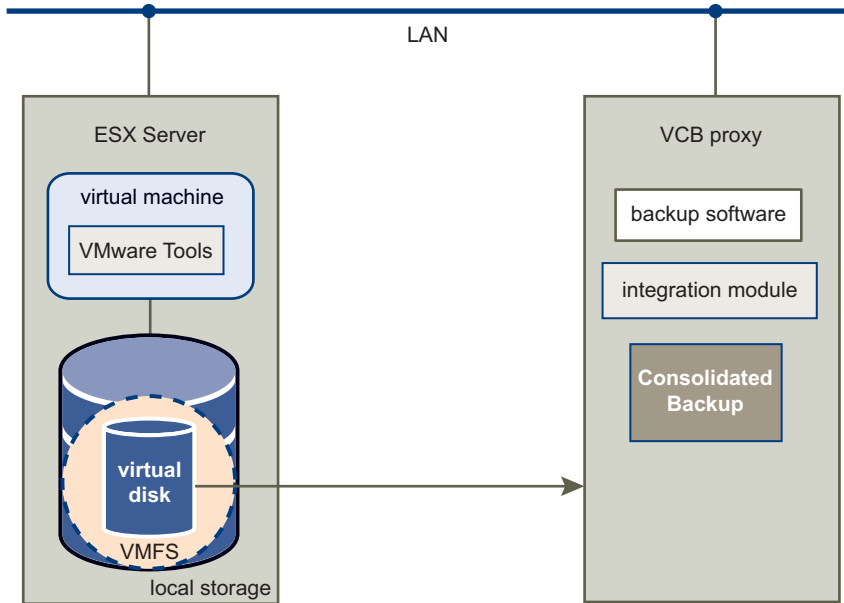 LAN
ESX Server
virtual machine
VMware Tools
virtual
disk
VMFS
local storage
VCB proxy
backup software
integration module
Consolidated
Backup